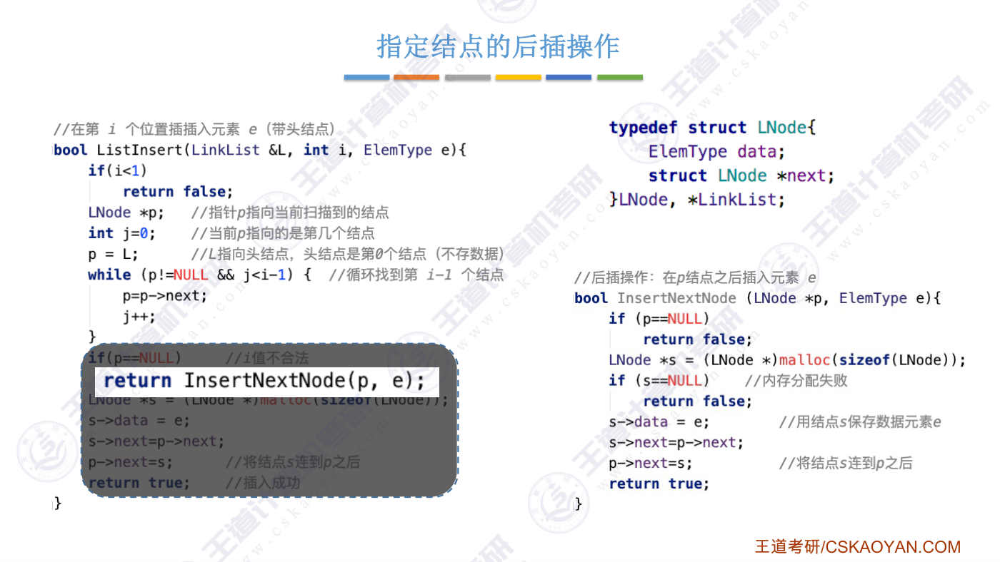 指定结点的后插操作
//在第 i 个位置插插入元素 e（带头结点）
bool ListInsert(LinkList &L, int i, ElemType e){
if(i<1)
return false;
LNode *p; //指针p指向当前扫描到的结点
int j=0; //当前p指向的是第几个结点
p = L; //L指向头结点，头结点是第0个结点（不存数据）
while (p!=NULL && j<i-1) { //循环找到第 i-1 个结点
p=p->next;
j++;
}
if(p==NULL) //i值不合法
return InsertNextNode(p, e);
LNode *s = (LNode *)malloc(sizeof(LNode));
s->data = e;
s->next=p->next;
p->next=s; //将结点s连到p之后
return true; //插入成功
}
typedef struct LNode{
ElemType data;
struct LNode *next;
}LNode, *LinkList;
//后插操作：在p结点之后插入元素 e
bool InsertNextNode (LNode *p, ElemType e){
if (p==NULL)
return false;
LNode *s = (LNode *)malloc(sizeof(LNode));
if (s==NULL) //内存分配失败
return false;
s->data = e; //用结点s保存数据元素e
s->next=p->next;
p->next=s; //将结点s连到p之后
return true;
}
王道考研/CSKAOYAN.COM
王道计算机考研
www.cskaoyan.com